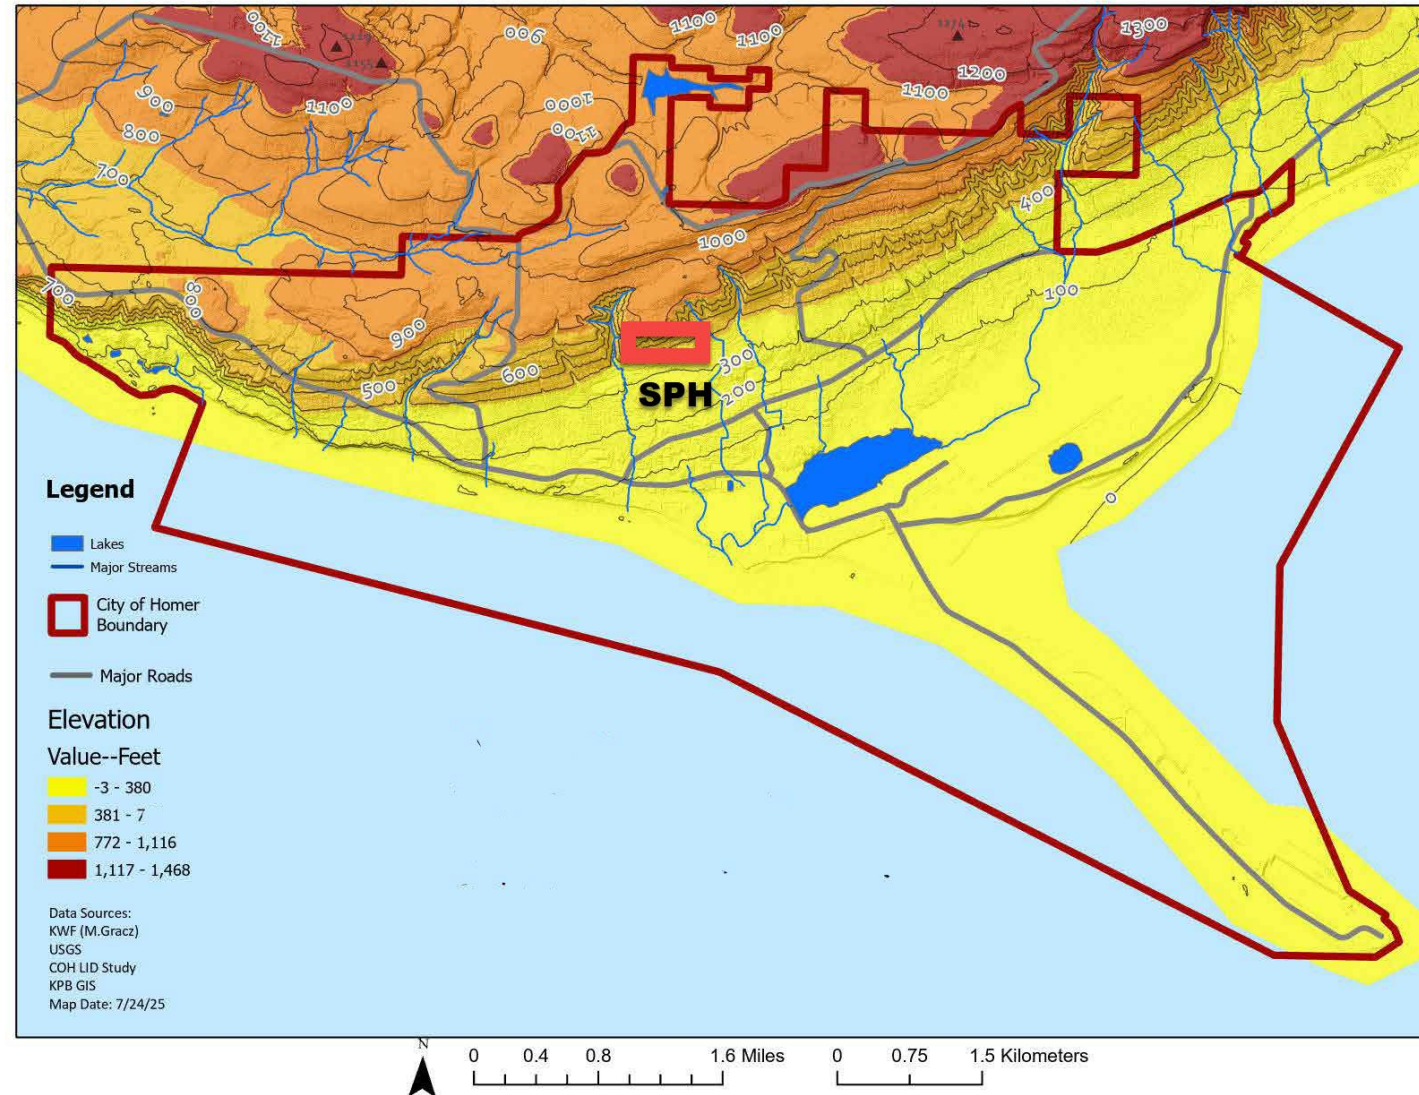 1100
1129
1155
900
1100
1100
1174
1300
1200
1100
1000
1100
900
800
1100
700
400
1000
100
700
800
900
300
600
500
200
SPH
0
Legend
Lakes
Major Streams
City of Homer
Boundary
Major Roads
Elevation
Value--Feet
-3 - 380
381 - 7
772 - 1,116
1,117 - 1,468
Data Sources:
KWF (M.Gracz)
USGS
COH LID Study
KPB GIS
Map Date: 7/24/25
N
0 0.4 0.8 1.6 Miles
0 0.75 1.5 Kilometers